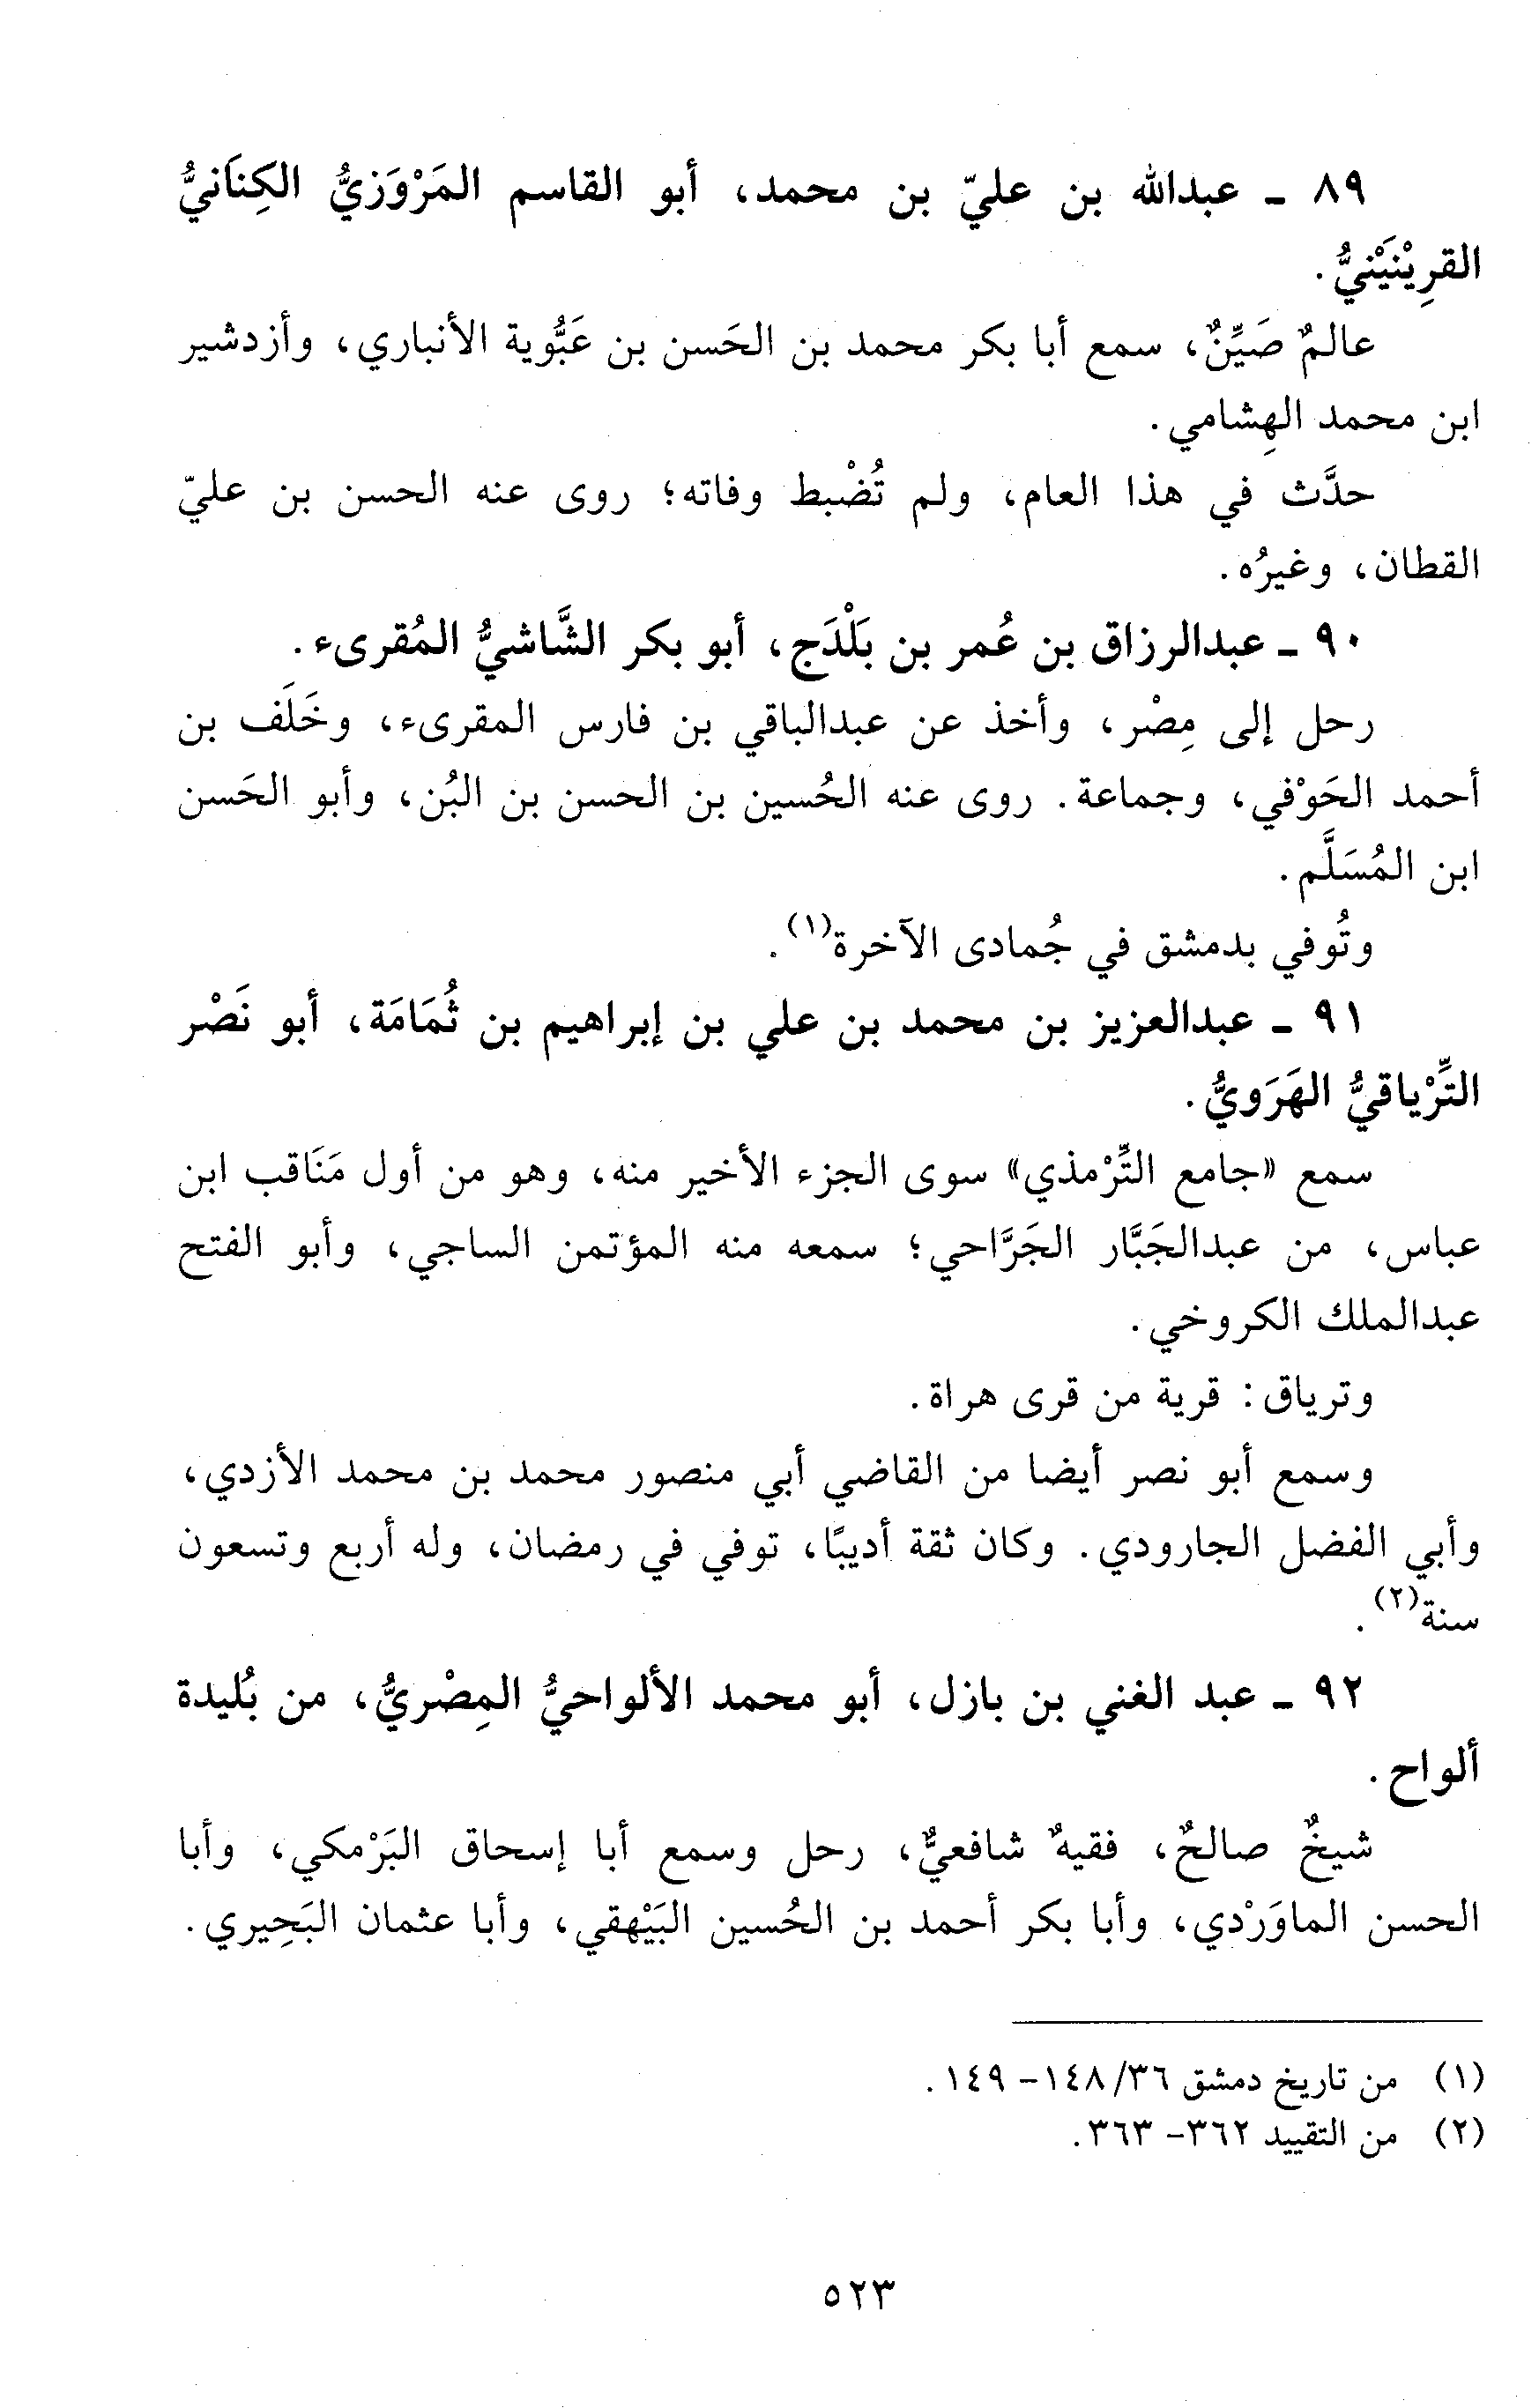 ٨٩ ـ عبدالله بن عليّ بن محمد، أبو القاسم المَرْوَزيُّ الكِنَانيُّ
القرِيْنَيْنيُّ.
عالمٌ صَيِّنٌ، سمع أبا بكر محمد بن الحَسن بن عَبُّوية الأنباري، وأزدشير
ابن محمد الهِشامي.
حدَّث في هذا العام، ولم تُضْبط وفاته؛ روى عنه الحسن بن عليّ
القطان، وغيرُه.
٩٠ ـ عبدالرزاق بن عُمر بن بَلْدَج، أبو بكر الشَّاشيُّ المُقرىء.
رحل إلى مِصْر، وأخذ عن عبدالباقي بن فارس المقرىء، وخَلَف بن
أحمد الحَوْفي، وجماعة. روى عنه الحُسين بن الحسن بن البُن، وأبو الحَسن
ابن المُسَلَّم.
وتُوفي بدمشق في جُمادى الآخرة(١).
٩١ ـ عبدالعزيز بن محمد بن علي بن إبراهيم بن ثُمَامَة، أبو نَصْر
التِّرْياقيُّ الهَرَويُّ.
سمع «جامع التِّرْمذي» سوى الجزء الأخير منه، وهو من أول مَنَاقب ابن
عباس، من عبدالجَبَّار الجَرَّاحي؛ سمعه منه المؤتمن الساجي، وأبو الفتح
عبدالملك الكروخي.
وترياق: قرية من قرى هراة.
وسمع أبو نصر أيضا من القاضي أبي منصور محمد بن محمد الأزدي،
وأبي الفضل الجارودي. وكان ثقة أديبًا، توفي في رمضان، وله أربع وتسعون
سنة(٢).
٩٢ ـ عبد الغني بن بازل، أبو محمد الألواحيُّ المِصْريُّ، من بُليدة
ألواح.
شيخٌ صالحٌ، فقيهٌ شافعيٌّ، رحل وسمع أبا إسحاق البَرْمكي، وأبا
الحسن الماوَرْدي، وأبا بكر أحمد بن الحُسين البَيْهقي، وأبا عثمان البَحِيري.
(١) من تاريخ دمشق ٣٦/ ١٤٨- ١٤٩.
(٢) من التقييد ٣٦٢- ٣٦٣.
٥٢٣